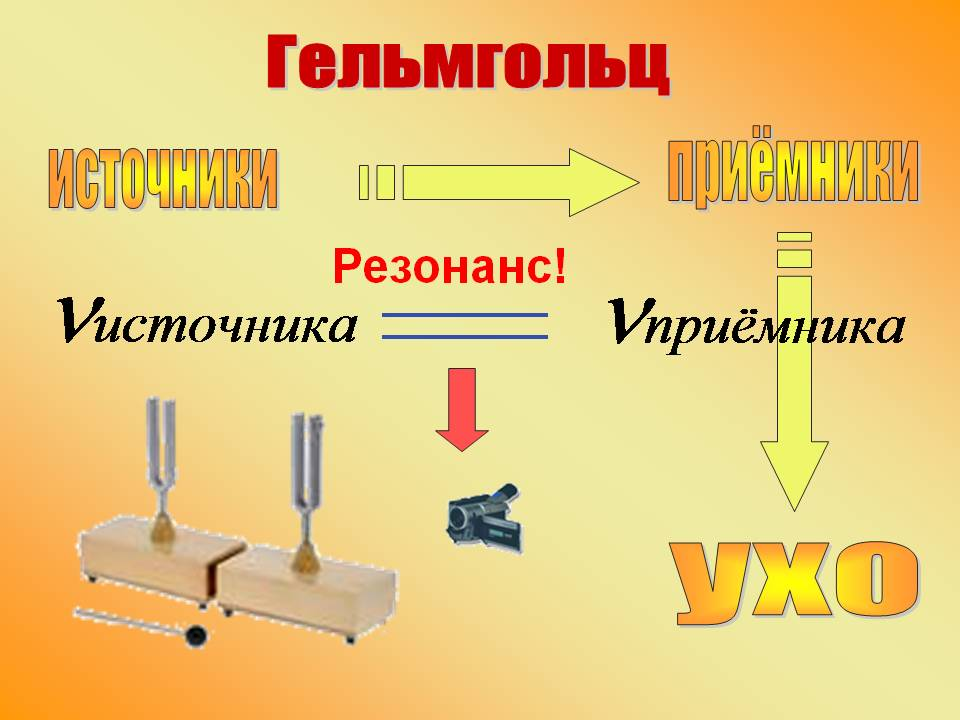 Гельмгольц
источники
приёмники
Резонанс!
νисточника
νприёмника
ухо